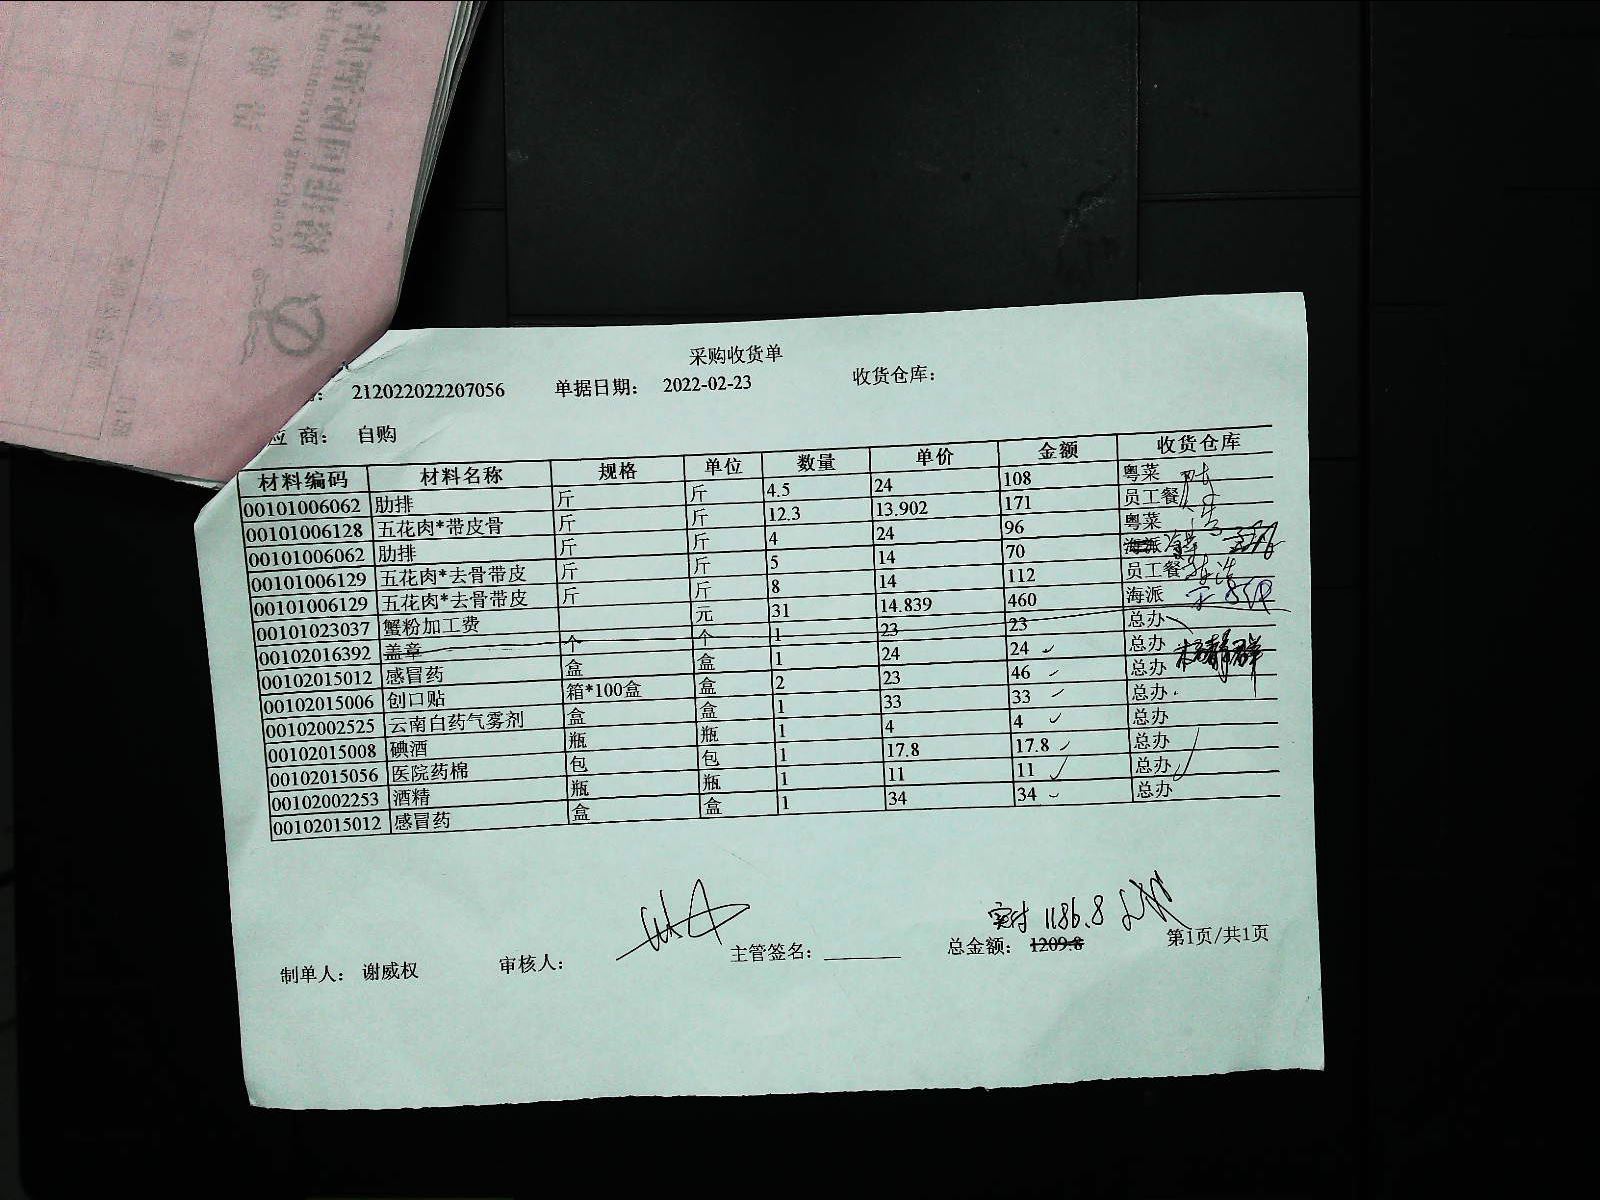 采购收货单
212022022207056 单据日期: 2022-02-23 收货仓库:
应 商: 自购
材料编码 材料名称 规格 单位 数量 单价 金额 收货仓库
00101006062 肋排 斤 斤 4.5 24 108 粤菜
00101006128 五花肉*带皮骨 斤 斤 12.3 13.902 171 员工餐
00101006062 肋排 斤 斤 4 24 96 粤菜
00101006129 五花肉*去骨带皮 斤 斤 5 14 70 海派
00101006129 五花肉*去骨带皮 斤 斤 8 14 112 员工餐
00101023037 蟹粉加工费 元 31 14.839 460 海派
00102016392 盖章 个 个 1 23 23 总办
00102015012 感冒药 盒 盒 1 24 24 总办
00102015006 创口贴 箱*100盒 盒 2 23 46 总办
00102002525 云南白药气雾剂 盒 盒 1 33 33 总办
00102015008 碘酒 瓶 瓶 1 4 4 总办
00102015056 医院药棉 包 包 1 17.8 17.8 总办
00102002253 酒精 瓶 瓶 1 11 11 总办
00102015012 感冒药 盒 盒 1 34 34 总办
实付 1186.8
制单人: 谢威权 审核人: 主管签名: 总金额: 1209.8 第1页/共1页